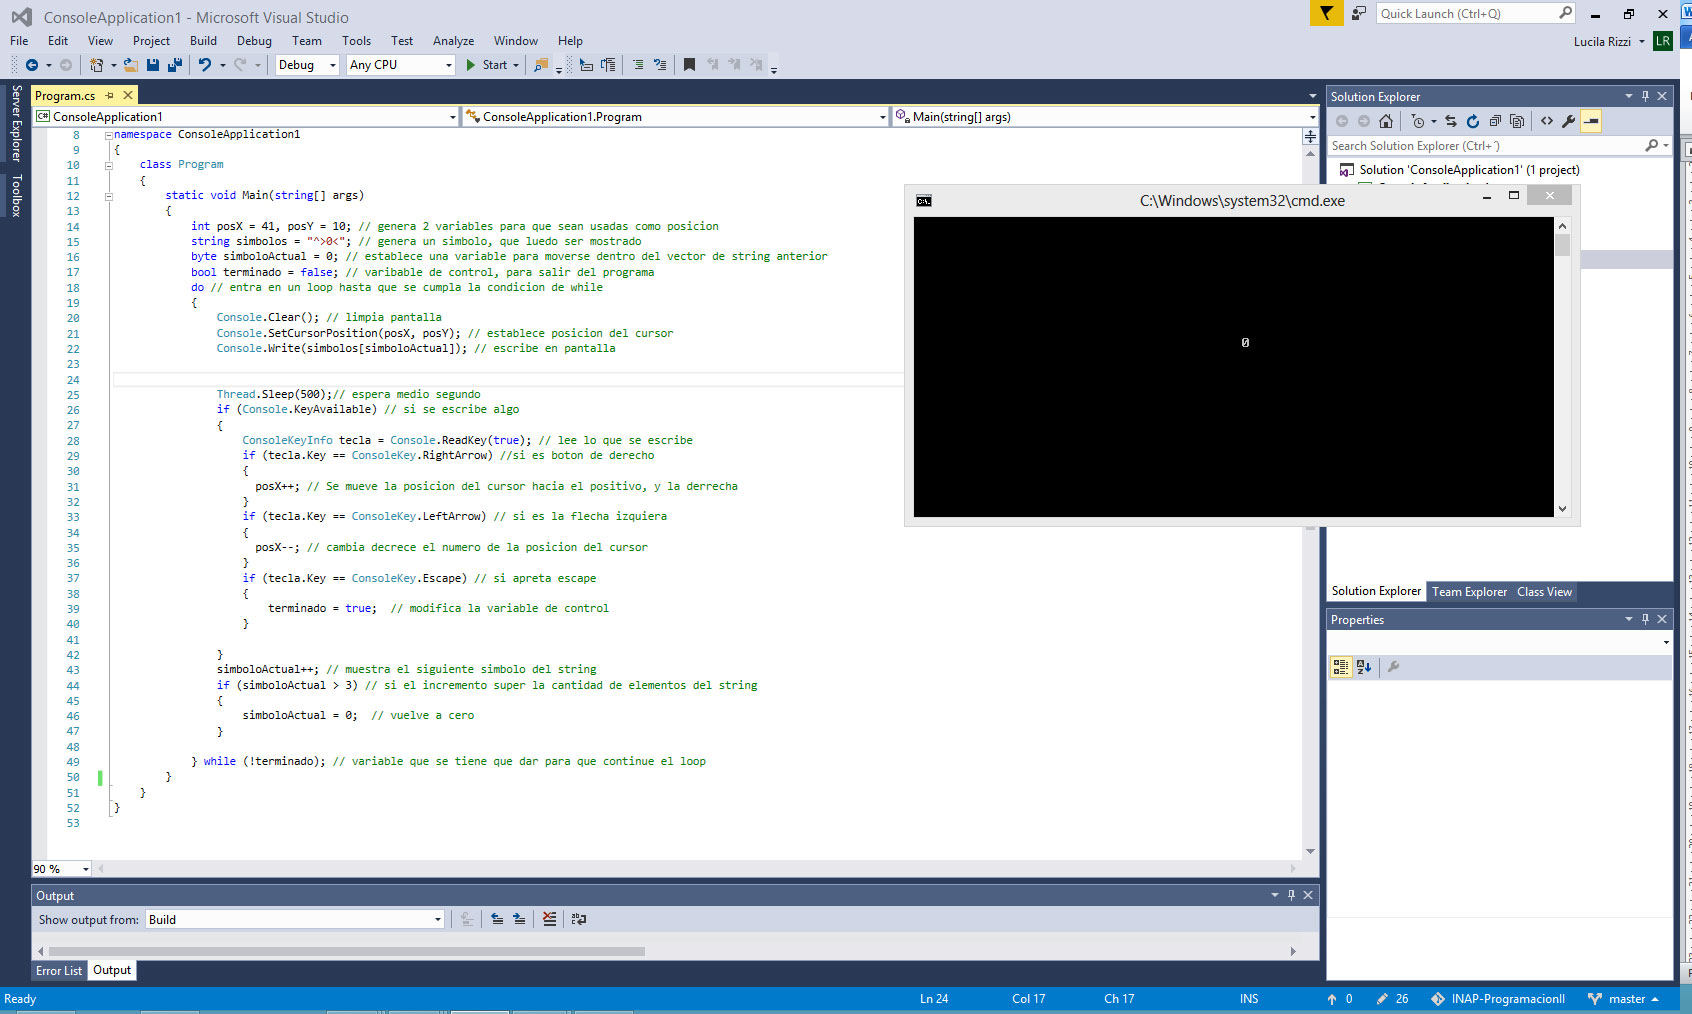 ConsoleApplication1 - Microsoft Visual Studio
Quick Launch (Ctrl+Q)
File Edit View Project Build Debug Team Tools Test Analyze Window Help
Lucila Rizzi LR
Debug Any CPU Start
Server Explorer
Toolbox
Program.cs
ConsoleApplication1 ConsoleApplication1.Program Main(string[] args)
8 namespace ConsoleApplication1
9 {
10 class Program
11 {
12 static void Main(string[] args)
13 {
14 int posX = 41, posY = 10; // genera 2 variables para que sean usadas como posicion
15 string simbolos = "^>0<"; // genera un simbolo, que luedo ser mostrado
16 byte simboloActual = 0; // establece una variable para moverse dentro del vector de string anterior
17 bool terminado = false; // varibable de control, para salir del programa
18 do // entra en un loop hasta que se cumpla la condicion de while
19 {
20 Console.Clear(); // limpia pantalla
21 Console.SetCursorPosition(posX, posY); // establece posicion del cursor
22 Console.Write(simbolos[simboloActual]); // escribe en pantalla
23
24
25 Thread.Sleep(500);// espera medio segundo
26 if (Console.KeyAvailable) // si se escribe algo
27 {
28 ConsoleKeyInfo tecla = Console.ReadKey(true); // lee lo que se escribe
29 if (tecla.Key == ConsoleKey.RightArrow) //si es boton de derecho
30 {
31 posX++; // Se mueve la posicion del cursor hacia el positivo, y la derrecha
32 }
33 if (tecla.Key == ConsoleKey.LeftArrow) // si es la flecha izquiera
34 {
35 posX--; // cambia decrece el numero de la posicion del cursor
36 }
37 if (tecla.Key == ConsoleKey.Escape) // si apreta escape
38 {
39 terminado = true; // modifica la variable de control
40 }
41
42 }
43 simboloActual++; // muestra el siguiente simbolo del string
44 if (simboloActual > 3) // si el incremento super la cantidad de elementos del string
45 {
46 simboloActual = 0; // vuelve a cero
47 }
48
49 } while (!terminado); // variable que se tiene que dar para que continue el loop
50 }
51 }
52 }
53
90 %
C:\Windows\system32\cmd.exe
0
Solution Explorer
Search Solution Explorer (Ctrl+¨)
Solution 'ConsoleApplication1' (1 project)
Solution Explorer Team Explorer Class View
Properties
Output
Show output from: Build
Error List Output
Ready Ln 24 Col 17 Ch 17 INS 0 26 INAP-ProgramacionII master